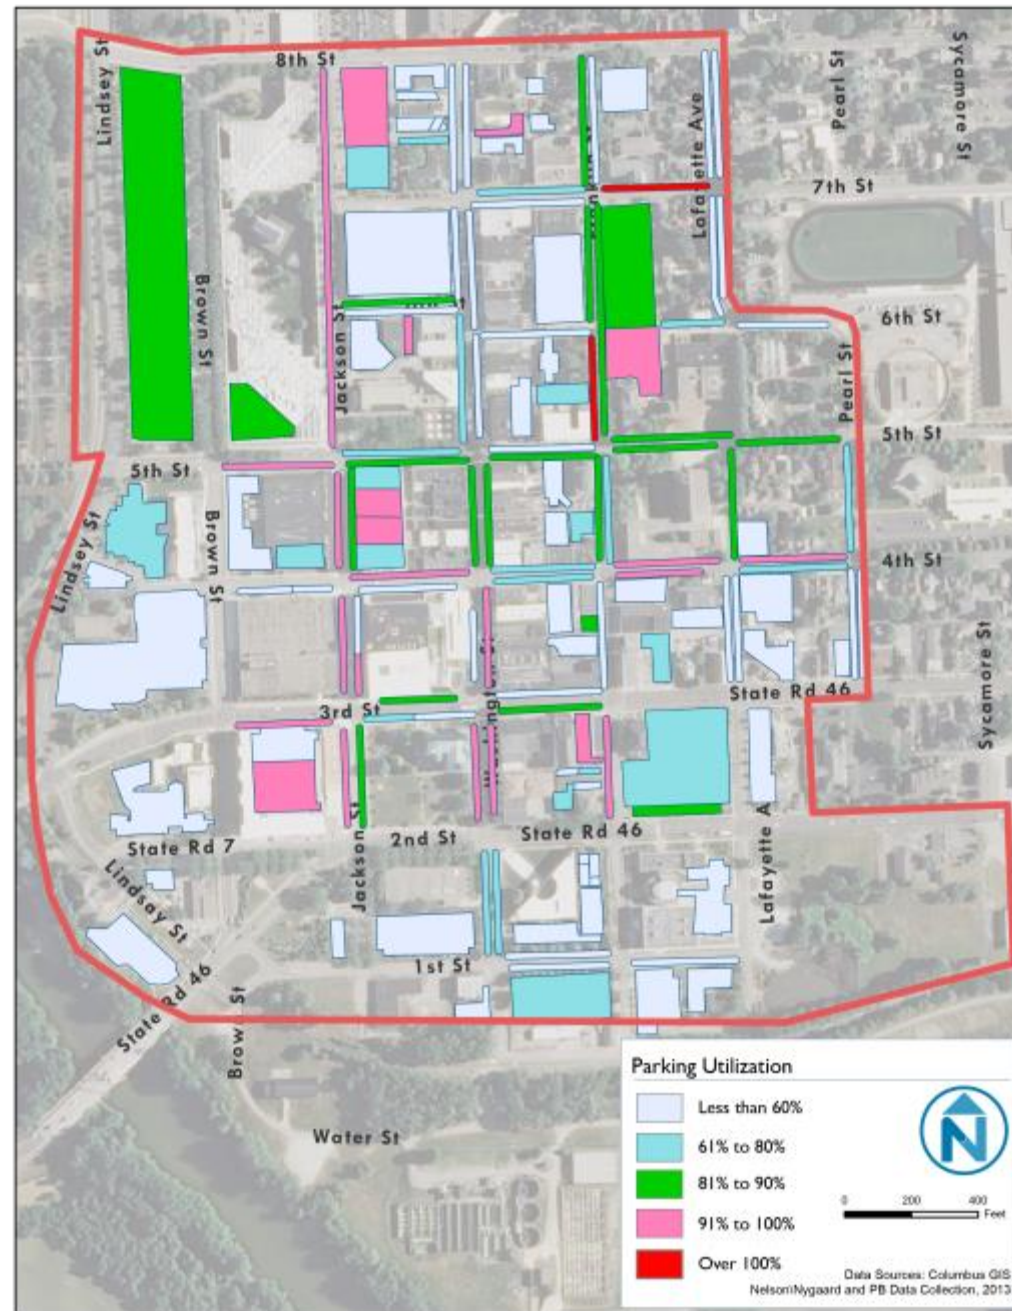 8th St
Lindsey St
Sycamore St
Pearl St
Lafayette Ave
7th St
Brown St
Jackson St
6th St
Pearl St
5th St
5th St
Lindsey St
Brown St
4th St
Sycamore St
State Rd 46
3rd St
State Rd 7
Jackson St
2nd St
State Rd 46
Lafayette A
Lindsay St
1st St
State Rd 46
Water St
Parking Utilization
Less than 60%
61% to 80%
81% to 90%
91% to 100%
Over 100%
N
0 200 400
Feet
Data Sources: Columbus GIS
Nelson\Nygaard and PB Data Collection, 2013